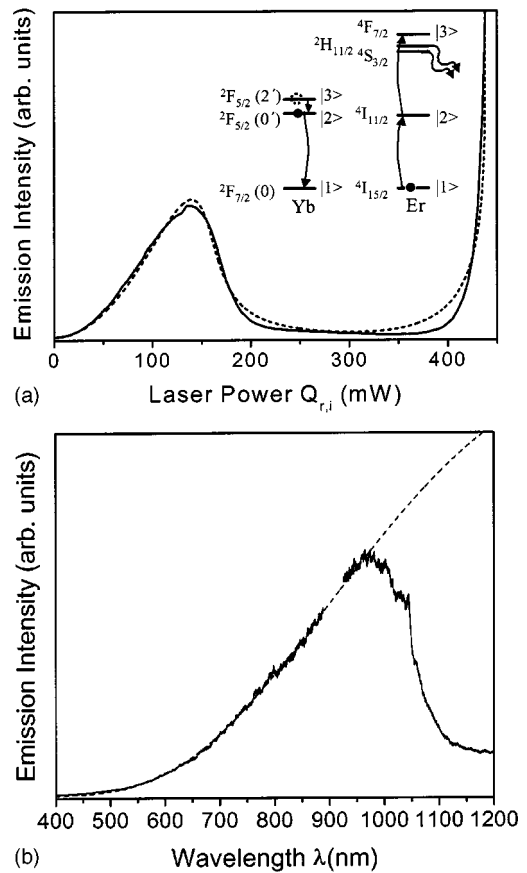 Emission Intensity (arb. units)
⁴F₇/₂ |3>
²H₁₁/₂ ⁴S₃/₂
²F₅/₂ (2´) |3>
²F₅/₂ (0´) |2>
⁴I₁₁/₂ |2>
²F₇/₂ (0) |1>
Yb
⁴I₁₅/₂ |1>
Er
0 100 200 300 400
(a)
Laser Power Qr,i (mW)
Emission Intensity (arb. units)
400 500 600 700 800 900 1000 1100 1200
(b)
Wavelength λ(nm)